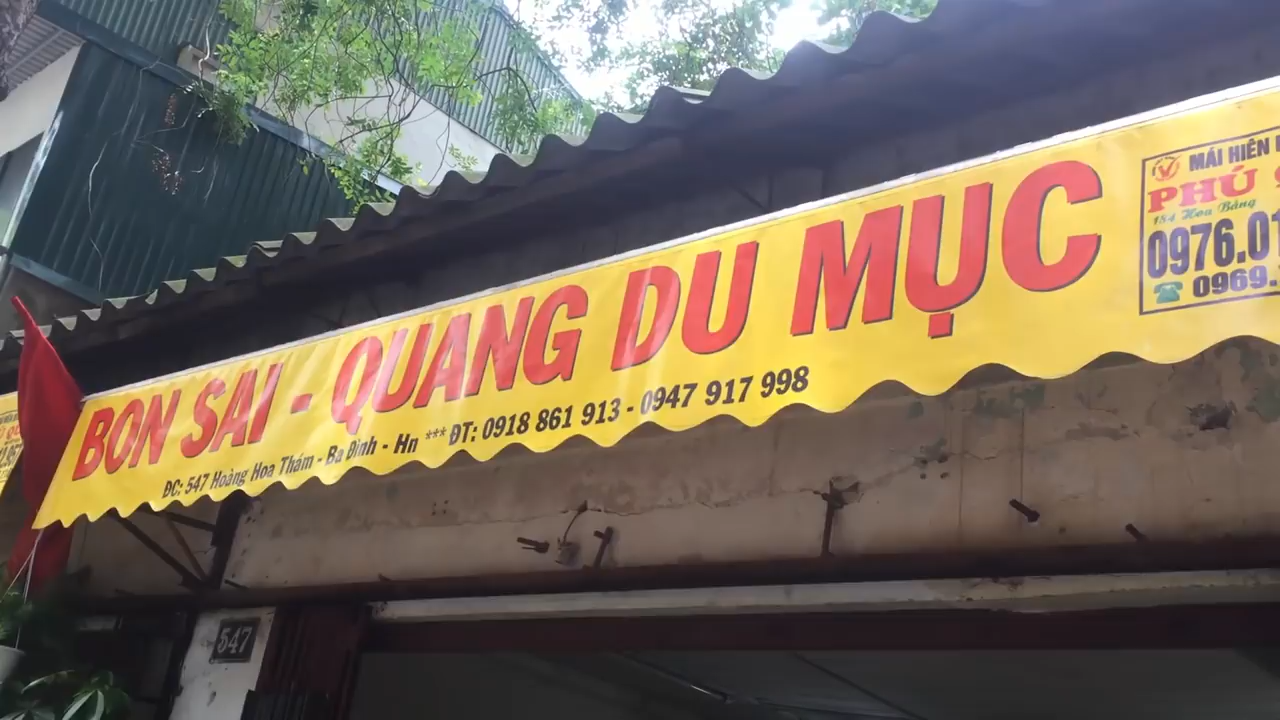 BON SAI - QUANG DU MỤC
ĐC: 547 Hoàng Hoa Thám - Ba Đình - Hn *** ĐT: 0918 861 913 - 0947 917 998
MÁI HIÊN
PHÚ
184 Hoa Bằng
0976.01
0969.
547